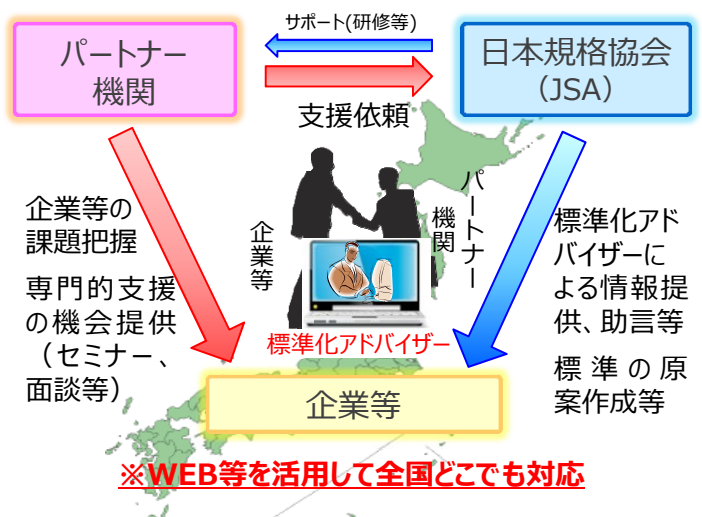 サポート(研修等)
パートナー
機関
日本規格協会
（JSA）
支援依頼
企業等の
課題把握
専門的支援
の機会提供
（セミナー、
面談等）
企業等
パートナー
機関
標準化アドバイザー
標準化アド
バイザーに
よる情報提
供、助言等
標準の原
案作成等
企業等
※WEB等を活用して全国どこでも対応